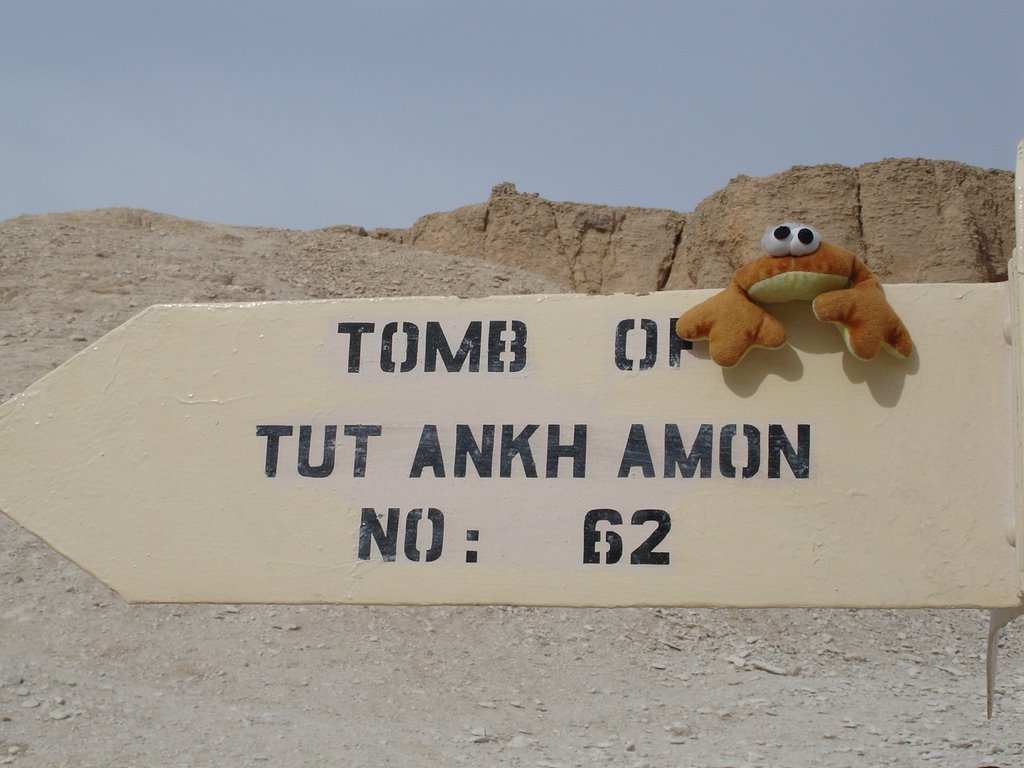 TOMB OF
TUT ANKH AMON
NO: 62